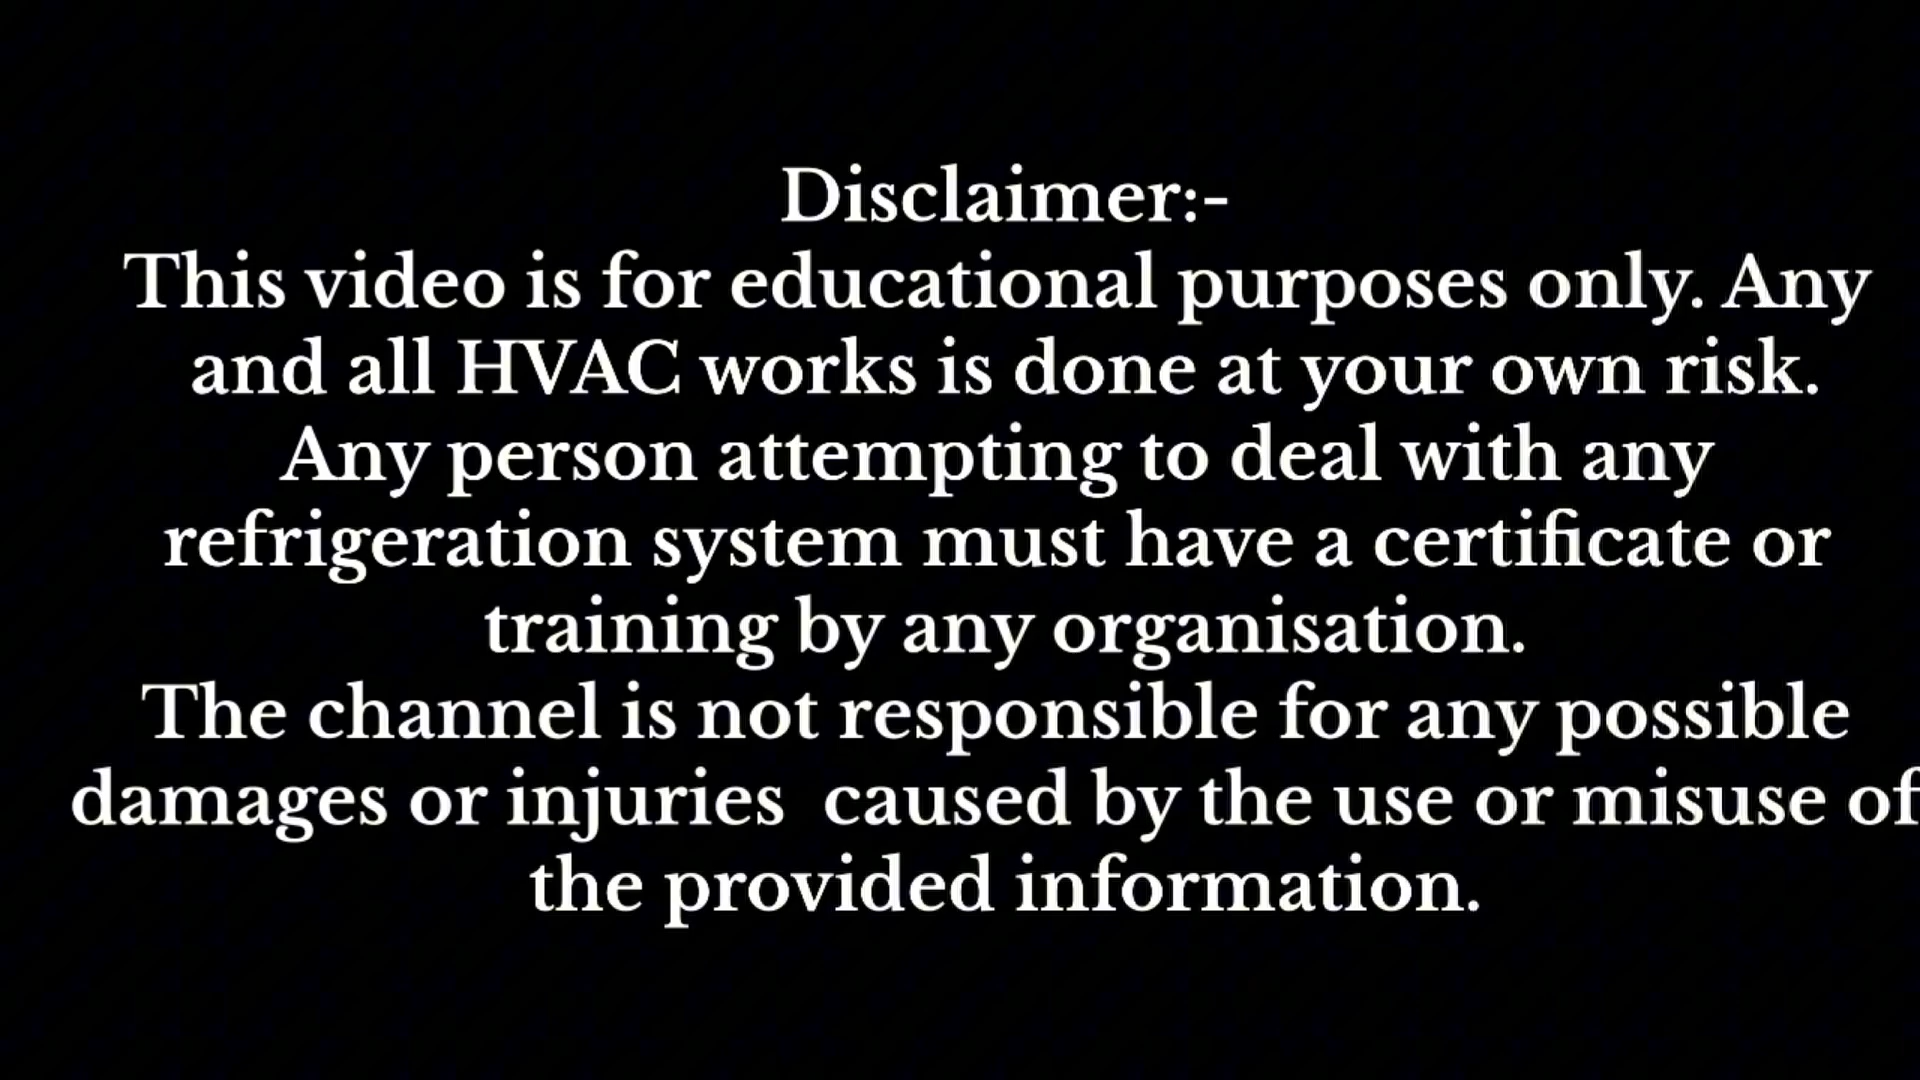 Disclaimer:-
This video is for educational purposes only. Any
and all HVAC works is done at your own risk.
Any person attempting to deal with any
refrigeration system must have a certificate or
training by any organisation.
The channel is not responsible for any possible
damages or injuries  caused by the use or misuse of
the provided information.